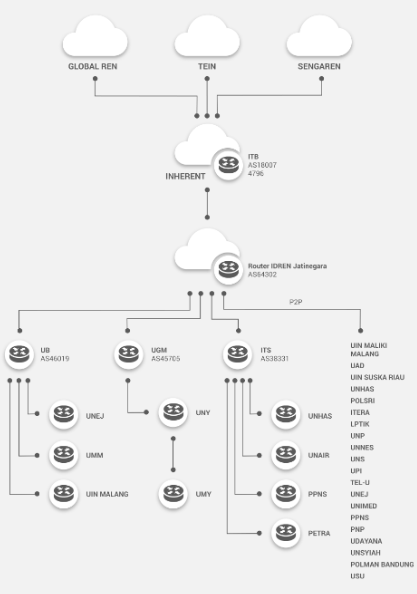 GLOBAL REN
TEIN
SENGAREN
ITB
AS18007
4796
INHERENT
Router IDREN Jatinegara
AS64302
P2P
UB
AS46019
UGM
AS45705
ITS
AS38331
UNEJ
UMM
UIN MALANG
UNY
UMY
UNHAS
UNAIR
PPNS
PETRA
UIN MALIKI
MALANG
UAD
UIN SUSKA RIAU
UNHAS
POLSRI
ITERA
LPTIK
UNP
UNNES
UNS
UPI
TEL-U
UNEJ
UNIMED
PPNS
PNP
UDAYANA
UNSYIAH
POLMAN BANDUNG
USU